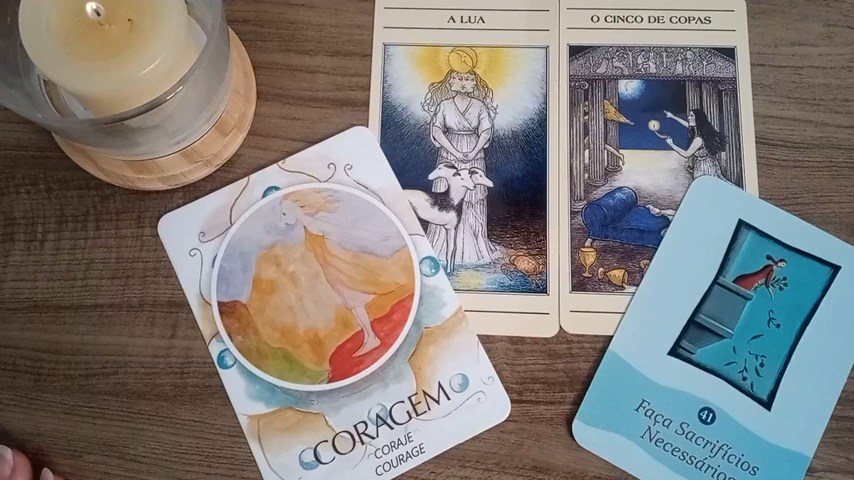 A LUA
O CINCO DE COPAS
CORAGEM
CORAJE
COURAGE
41
Faça Sacrifícios
Necessários